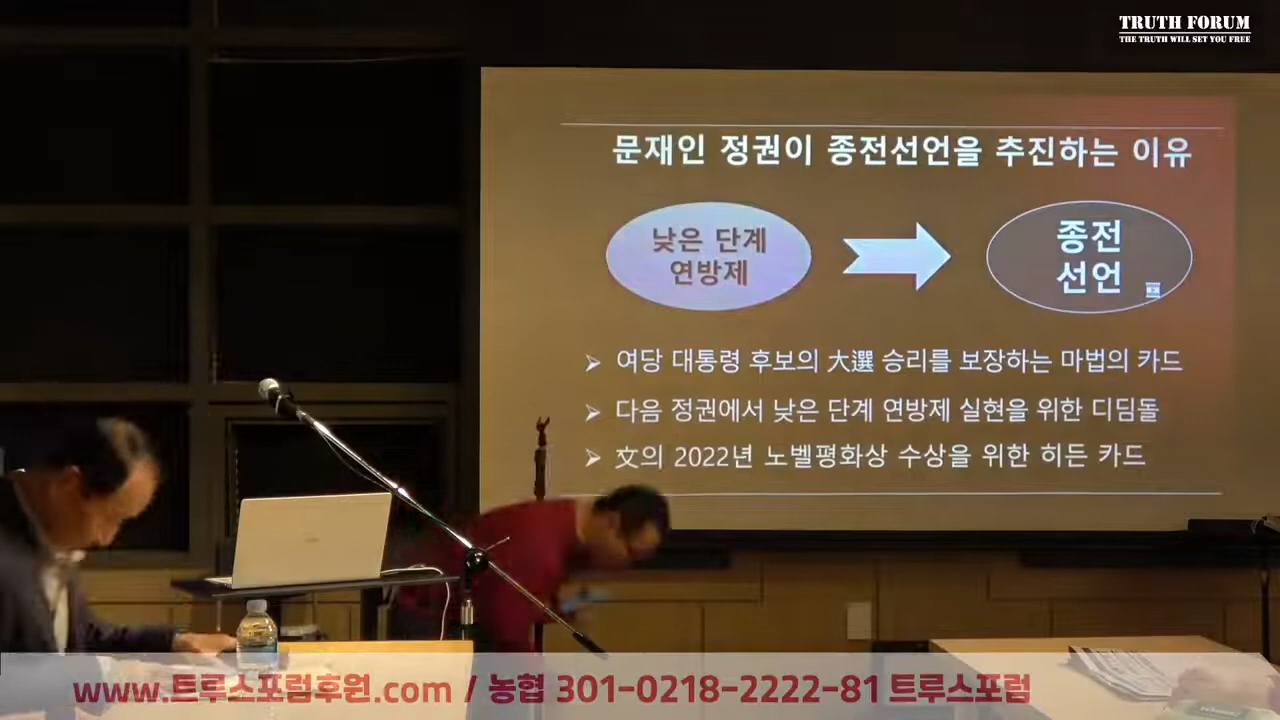 TRUTH FORUM
THE TRUTH WILL SET YOU FREE
문재인 정권이 종전선언을 추진하는 이유
낮은 단계
연방제
종전
선언
여당 대통령 후보의 大選 승리를 보장하는 마법의 카드
다음 정권에서 낮은 단계 연방제 실현을 위한 디딤돌
文의 2022년 노벨평화상 수상을 위한 히든 카드
www.트루스포럼후원.com / 농협 301-0218-2222-81 트루스포럼